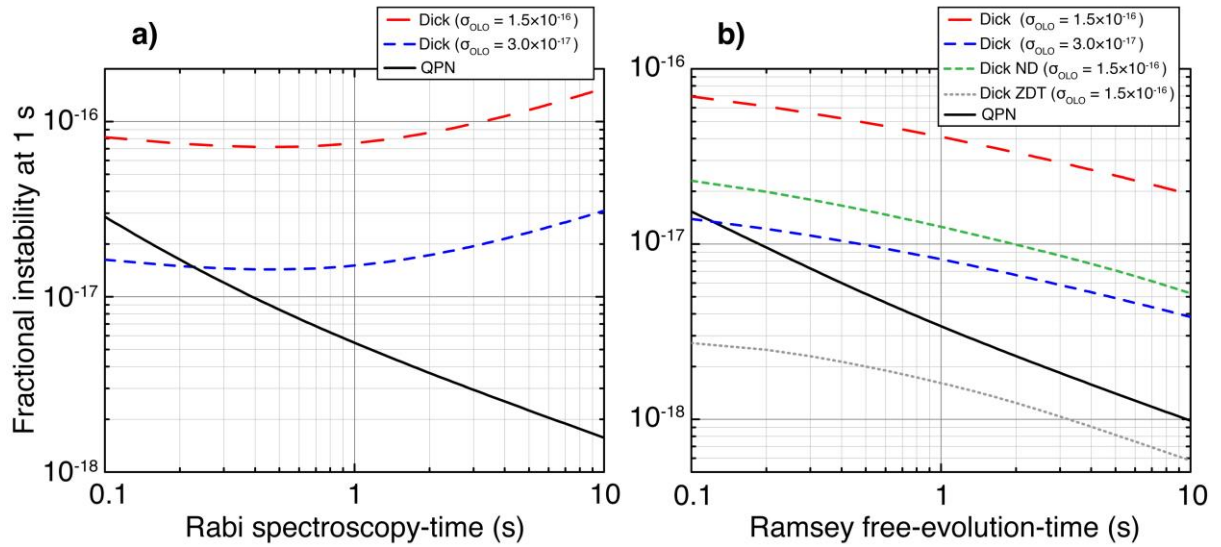 a)
Dick (σOLO = 1.5×10-16)
Dick (σOLO = 3.0×10-17)
QPN
Fractional instability at 1 s
10-16
10-17
10-18
0.1
1
10
Rabi spectroscopy-time (s)
b)
Dick (σOLO = 1.5×10-16)
Dick (σOLO = 3.0×10-17)
Dick ND (σOLO = 1.5×10-16)
Dick ZDT (σOLO = 1.5×10-16)
QPN
10-16
10-17
10-18
0.1
1
10
Ramsey free-evolution-time (s)